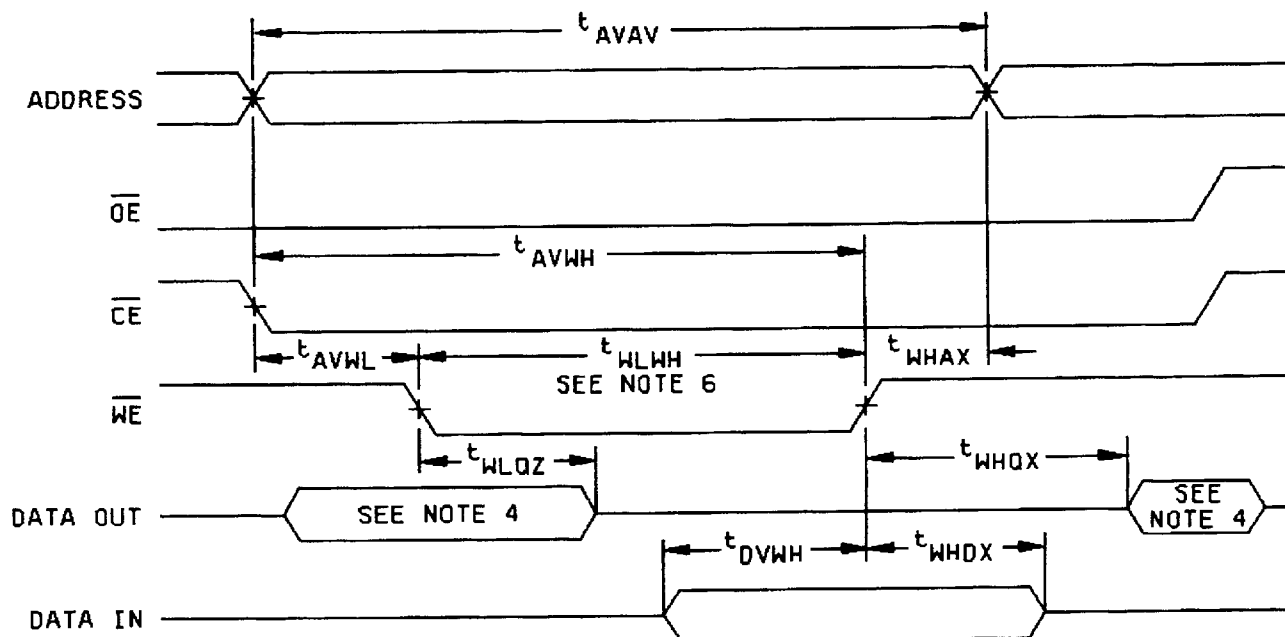 tAVAV
ADDRESS
OE
tAVWH
CE
tAVWL
tWLWH
tWHAX
SEE NOTE 6
WE
tWLQZ
tWHQX
DATA OUT
SEE NOTE 4
SEE
NOTE 4
tDVWH
tWHDX
DATA IN